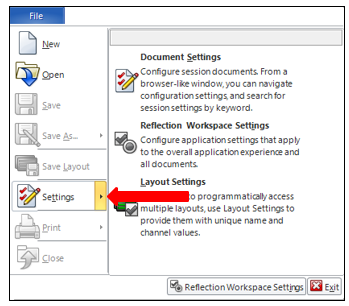 File
New
Open
Save
Save As...
Save Layout
Settings
Print
Close
Document Settings
Configure session documents. From a
browser-like window, you can navigate
configuration settings, and search for
session settings by keyword.
Reflection Workspace Settings
Configure application settings that apply
to the overall application experience and
all documents.
Layout Settings
to programmatically access
multiple layouts, use Layout Settings to
provide them with unique name and
channel values.
Reflection Workspace Settings
Exit